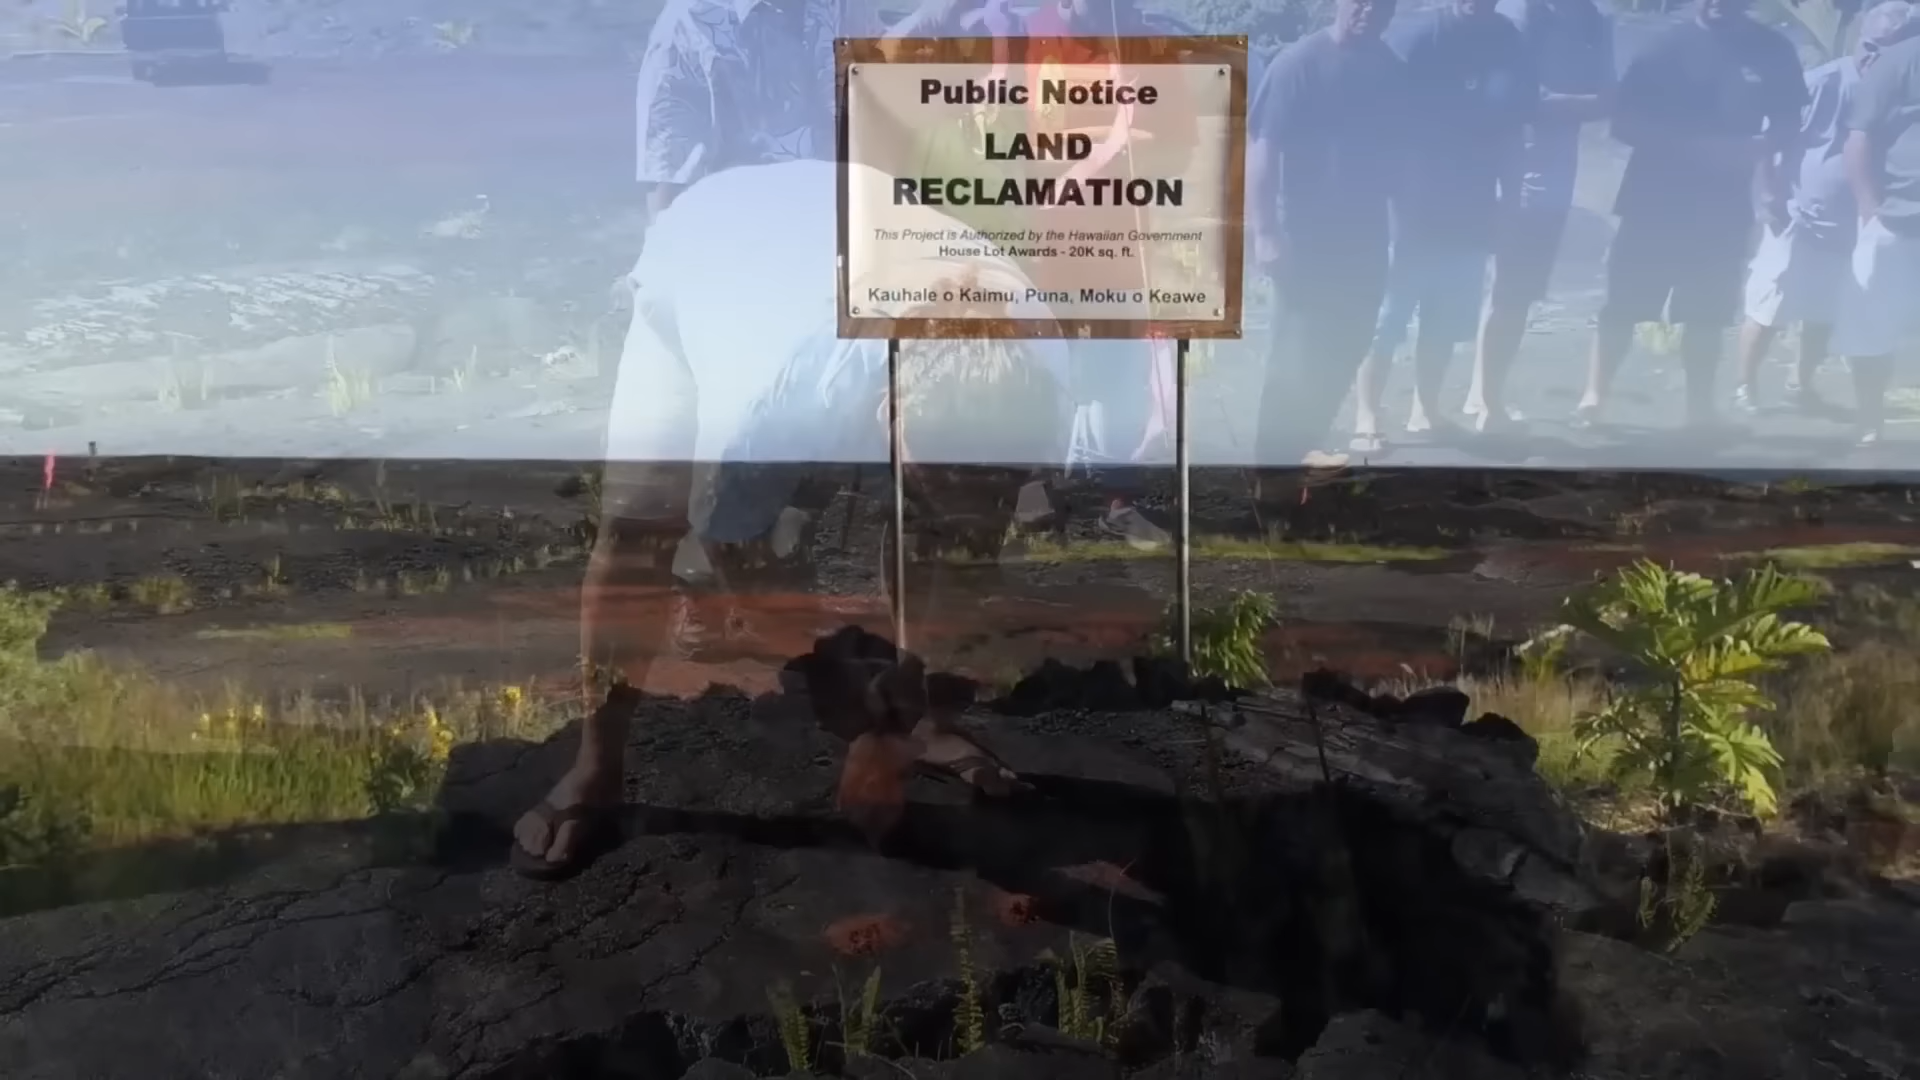 Public Notice
LAND
RECLAMATION
This Project is Authorized by the Hawaiian Government
House Lot Awards - 20K sq. ft.
Kauhale o Kaimu, Puna, Moku o Keawe